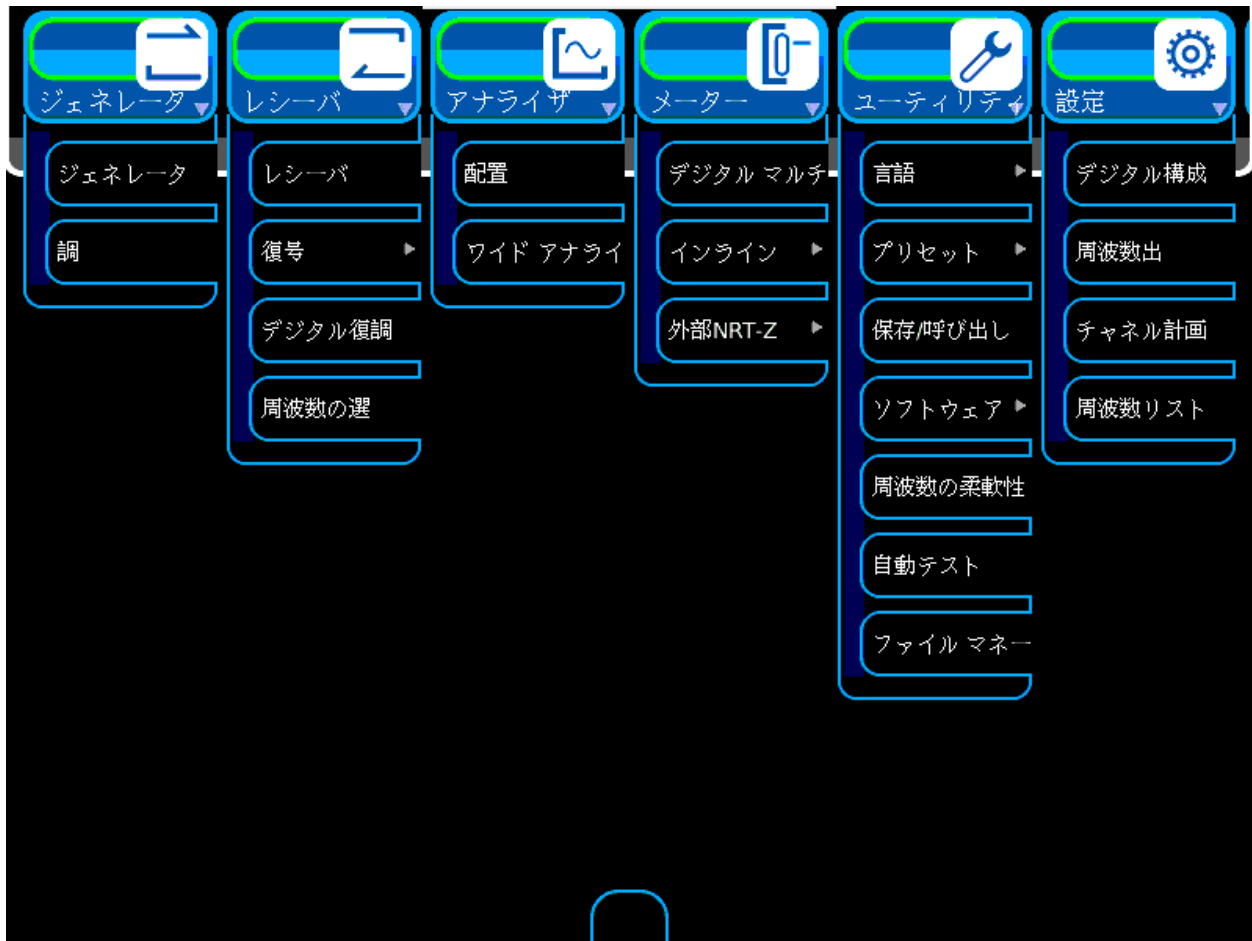 ジェネレータ
レシーバ
アナライザ
メーター
ユーティリティ
設定
ジェネレータ
調
レシーバ
復号
デジタル復調
周波数の選
配置
ワイド アナライ
デジタル マルチ
インライン
外部NRT-Z
言語
プリセット
保存/呼び出し
ソフトウェア
周波数の柔軟性
自動テスト
ファイル マネー
デジタル構成
周波数出
チャネル計画
周波数リスト